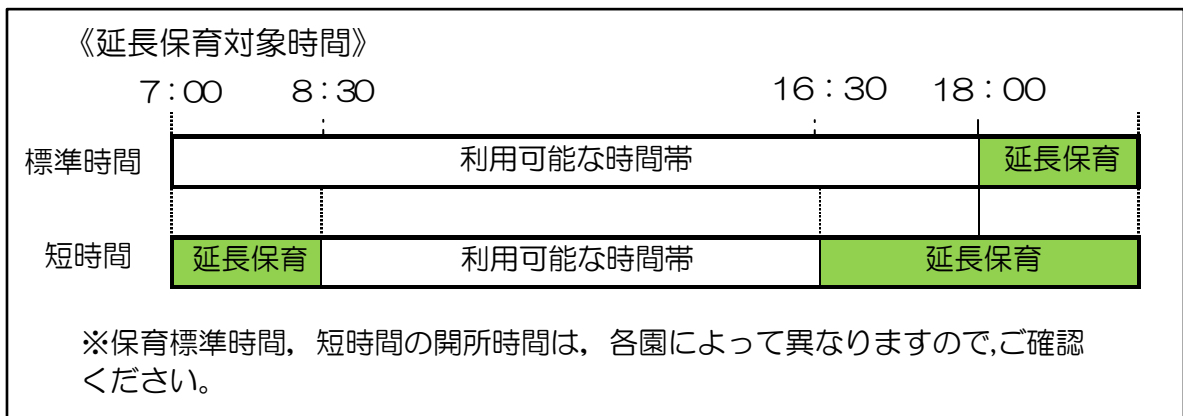 《延長保育対象時間》
7：00 8：30 16：30 18：00
標準時間 利用可能な時間帯 延長保育
短時間 延長保育 利用可能な時間帯 延長保育
※保育標準時間，短時間の開所時間は，各園によって異なりますので,ご確認
ください。